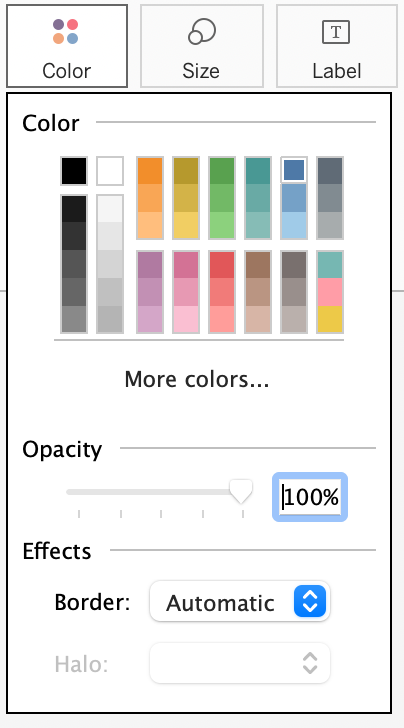 Color Size T Label
Color
More colors...
Opacity
100%
Effects
Border: Automatic
Halo: